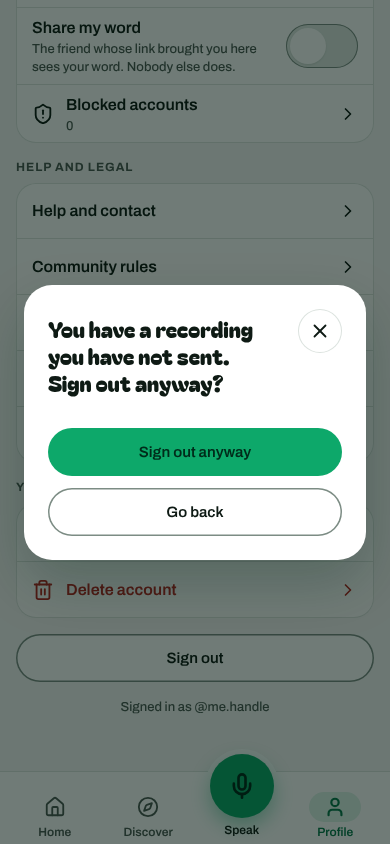 Share my word
The friend whose link brought you here
sees your word. Nobody else does.
Blocked accounts
0
HELP AND LEGAL
Help and contact
Community rules
You have a recording
you have not sent.
Sign out anyway?
Sign out anyway
Go back
Y
Delete account
Sign out
Signed in as @me.handle
Home
Discover
Speak
Profile